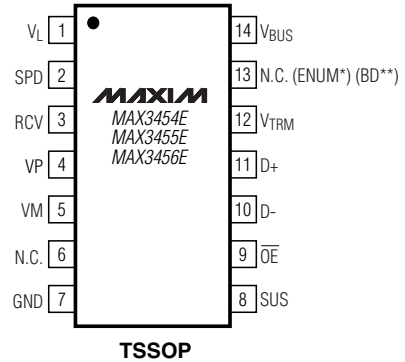 VL 1
SPD 2
RCV 3
VP 4
VM 5
N.C. 6
GND 7
MAXIM
MAX3454E
MAX3455E
MAX3456E
14 VBUS
13 N.C. (ENUM*) (BD**)
12 VTRM
11 D+
10 D-
9 O̅E̅
8 SUS
TSSOP